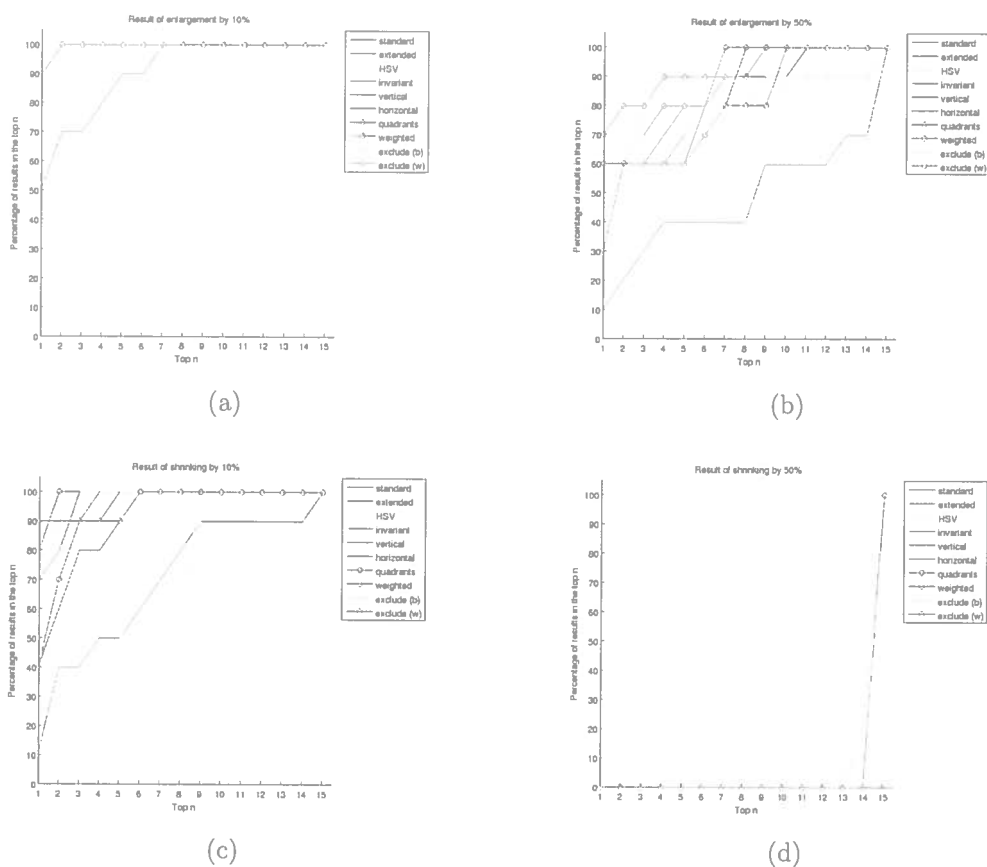 Result of enlargement by 10%
Percentage of results in the top n
100
90
80
70
60
50
40
30
20
10
0
1 2 3 4 5 6 7 8 9 10 11 12 13 14 15
Top n
standard
extended
HSV
invariant
vertical
horizontal
quadrants
weighted
exclude (b)
exclude (w)
(a)
Result of enlargement by 50%
Percentage of results in the top n
100
90
80
70
60
50
40
30
20
10
0
1 2 3 4 5 6 7 8 9 10 11 12 13 14 15
Top n
standard
extended
HSV
invariant
vertical
horizontal
quadrants
weighted
exclude (b)
exclude (w)
(b)
Result of shrinking by 10%
Percentage of results in the top n
100
90
80
70
60
50
40
30
20
10
0
1 2 3 4 5 6 7 8 9 10 11 12 13 14 15
Top n
standard
extended
HSV
invariant
vertical
horizontal
quadrants
weighted
exclude (b)
exclude (w)
(c)
Result of shrinking by 50%
Percentage of results in the top n
100
90
80
70
60
50
40
30
20
10
0
1 2 3 4 5 6 7 8 9 10 11 12 13 14 15
Top n
standard
extended
HSV
invariant
vertical
horizontal
quadrants
weighted
exclude (b)
exclude (w)
(d)